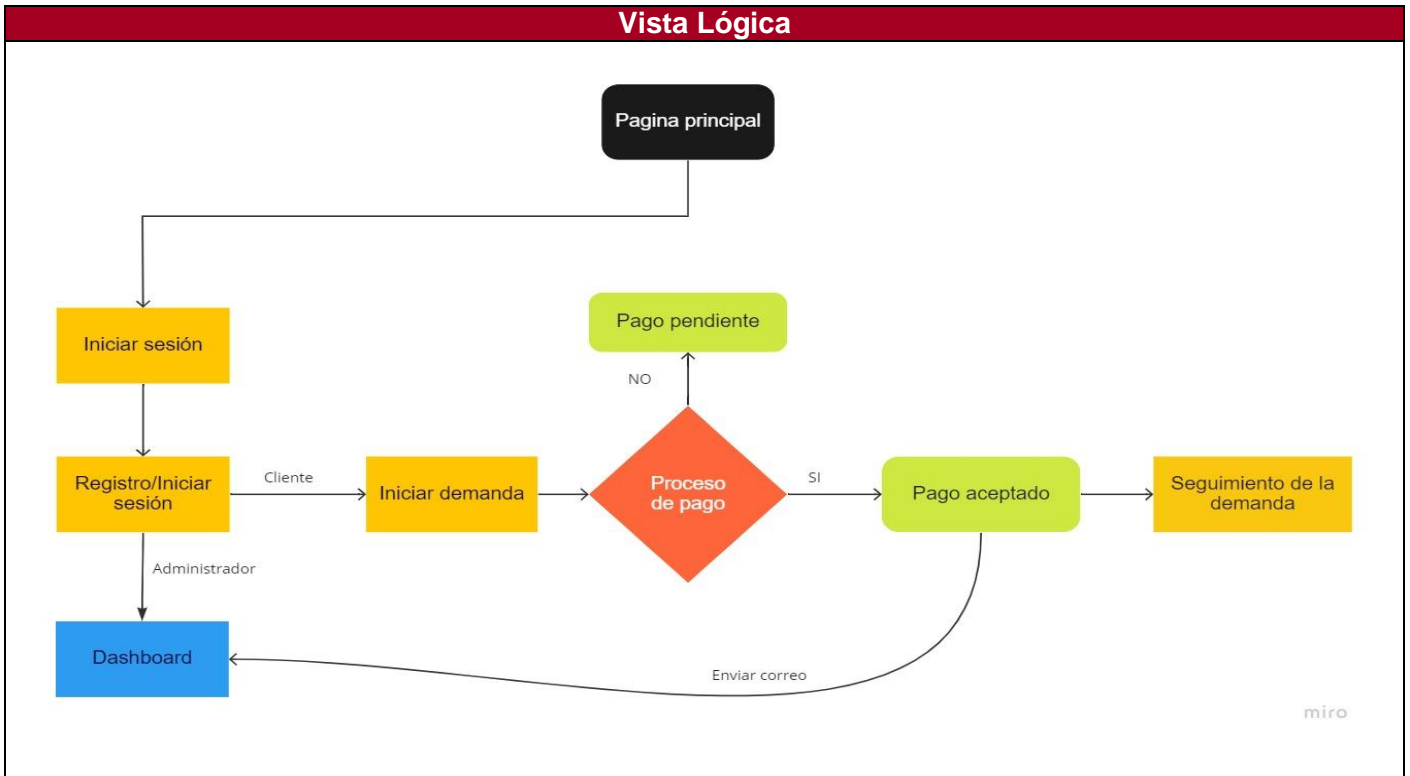 Vista Lógica
Pagina principal
Pago pendiente
Iniciar sesión
NO
Registro/Iniciar
sesión
Cliente
Iniciar demanda
Proceso
de pago
SI
Pago aceptado
Seguimiento de la
demanda
Administrador
Dashboard
Enviar correo
miro